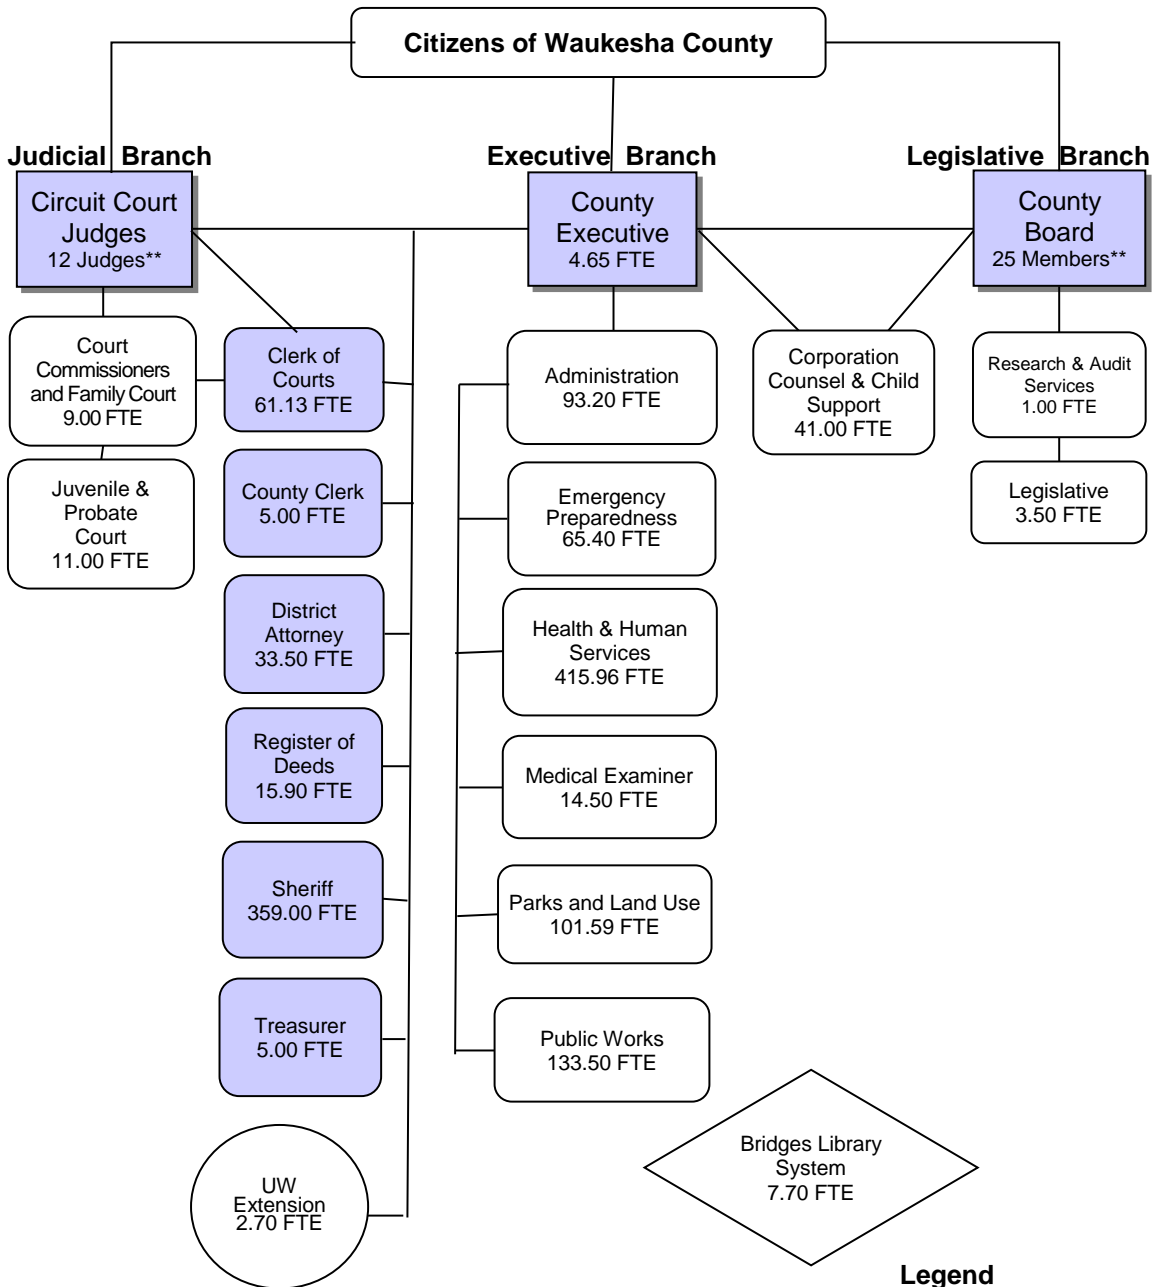 Citizens of Waukesha County
Judicial Branch
Executive Branch
Legislative Branch
Circuit Court
Judges
12 Judges**
County
Executive
4.65 FTE
County
Board
25 Members**
Court
Commissioners
and Family Court
9.00 FTE
Juvenile &
Probate
Court
11.00 FTE
Clerk of
Courts
61.13 FTE
County Clerk
5.00 FTE
District
Attorney
33.50 FTE
Register of
Deeds
15.90 FTE
Sheriff
359.00 FTE
Treasurer
5.00 FTE
UW
Extension
2.70 FTE
Administration
93.20 FTE
Emergency
Preparedness
65.40 FTE
Health & Human
Services
415.96 FTE
Medical Examiner
14.50 FTE
Parks and Land Use
101.59 FTE
Public Works
133.50 FTE
Corporation
Counsel & Child
Support
41.00 FTE
Research & Audit
Services
1.00 FTE
Legislative
3.50 FTE
Bridges Library
System
7.70 FTE
Legend